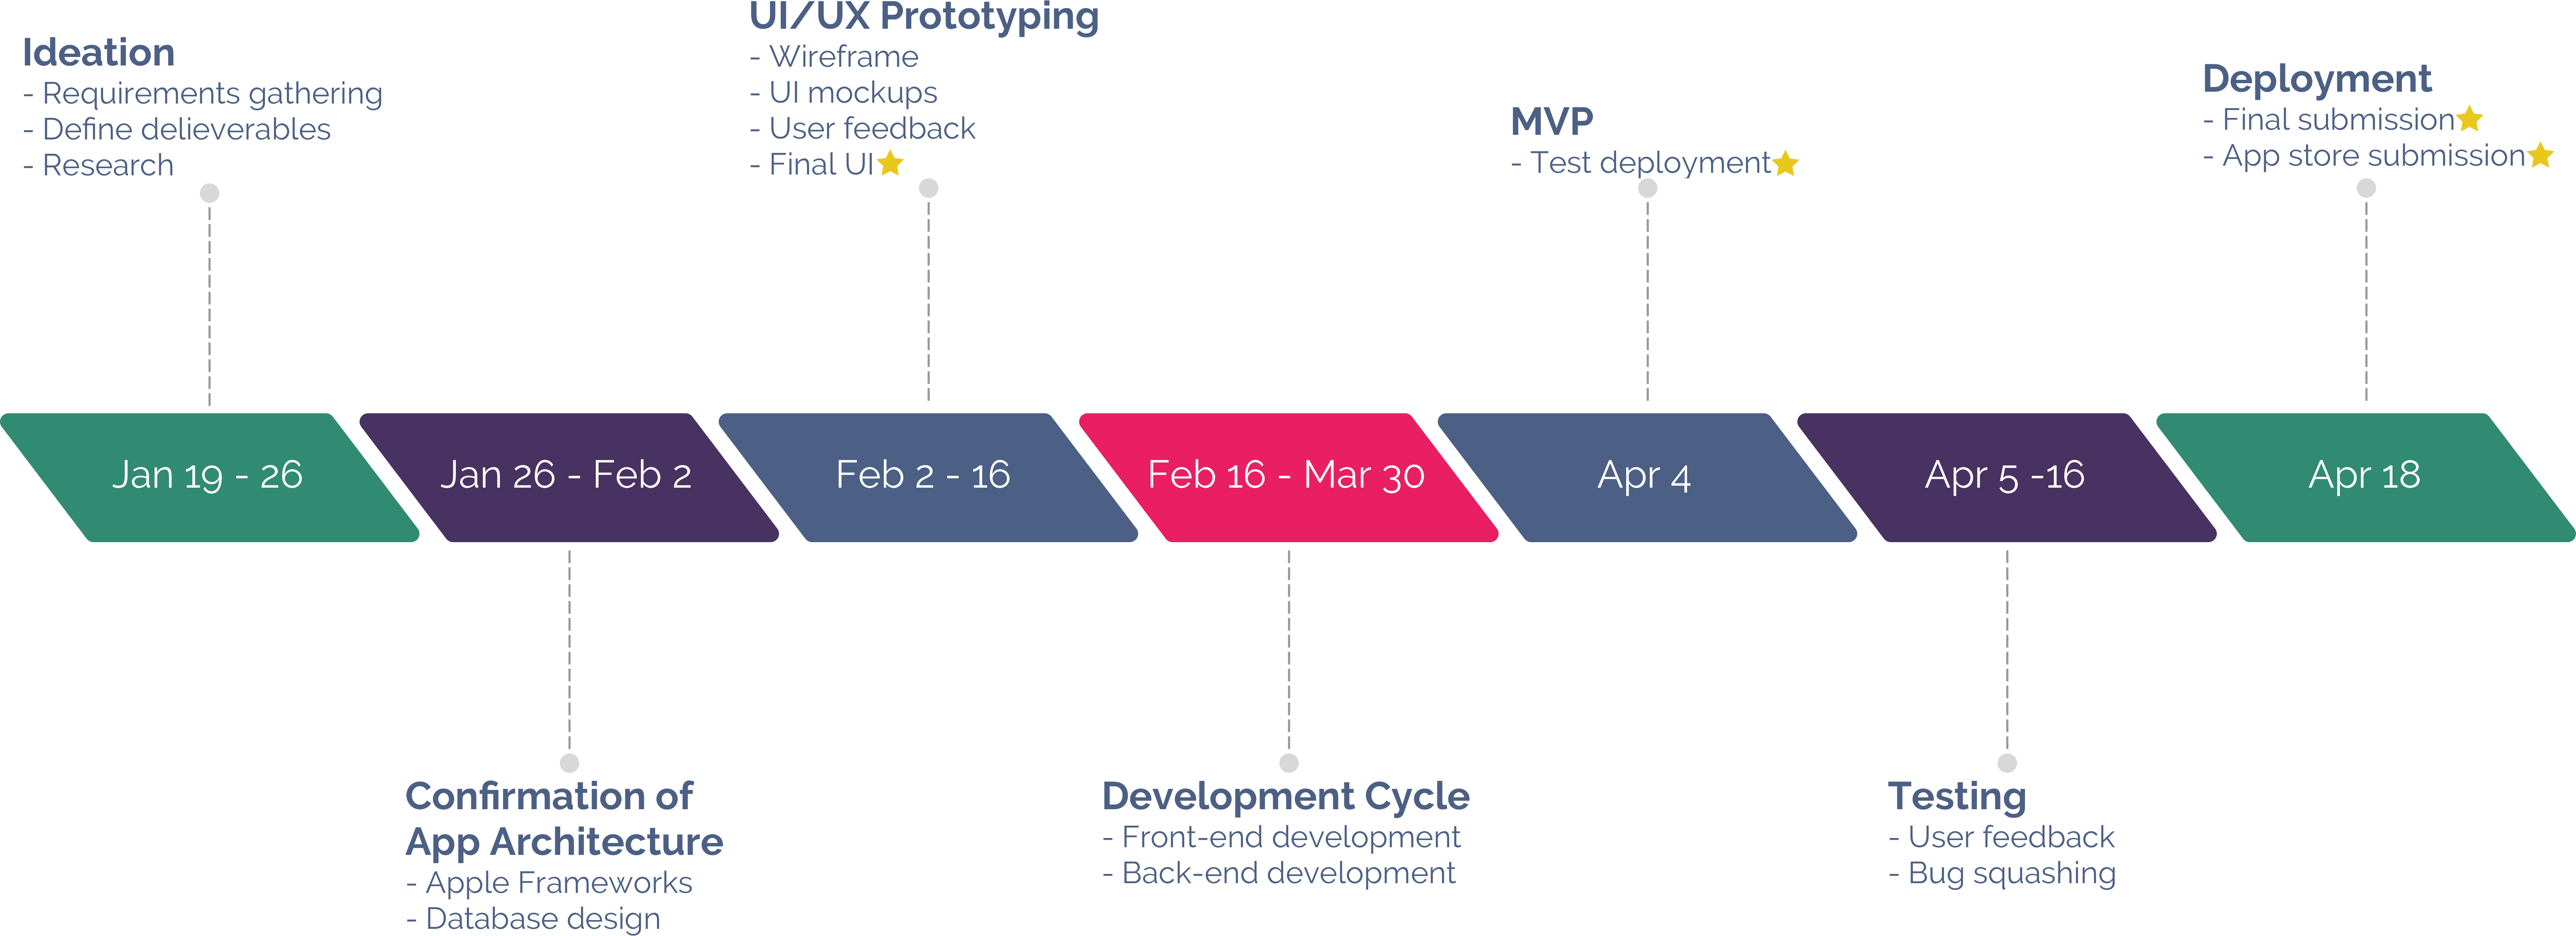 Ideation
- Requirements gathering
- Define delieverables
- Research
UI/UX Prototyping
- Wireframe
- UI mockups
- User feedback
- Final UI
MVP
- Test deployment
Deployment
- Final submission
- App store submission
Jan 19 - 26
Jan 26 - Feb 2
Feb 2 - 16
Feb 16 - Mar 30
Apr 4
Apr 5 -16
Apr 18
Confirmation of
App Architecture
- Apple Frameworks
- Database design
Development Cycle
- Front-end development
- Back-end development
Testing
- User feedback
- Bug squashing